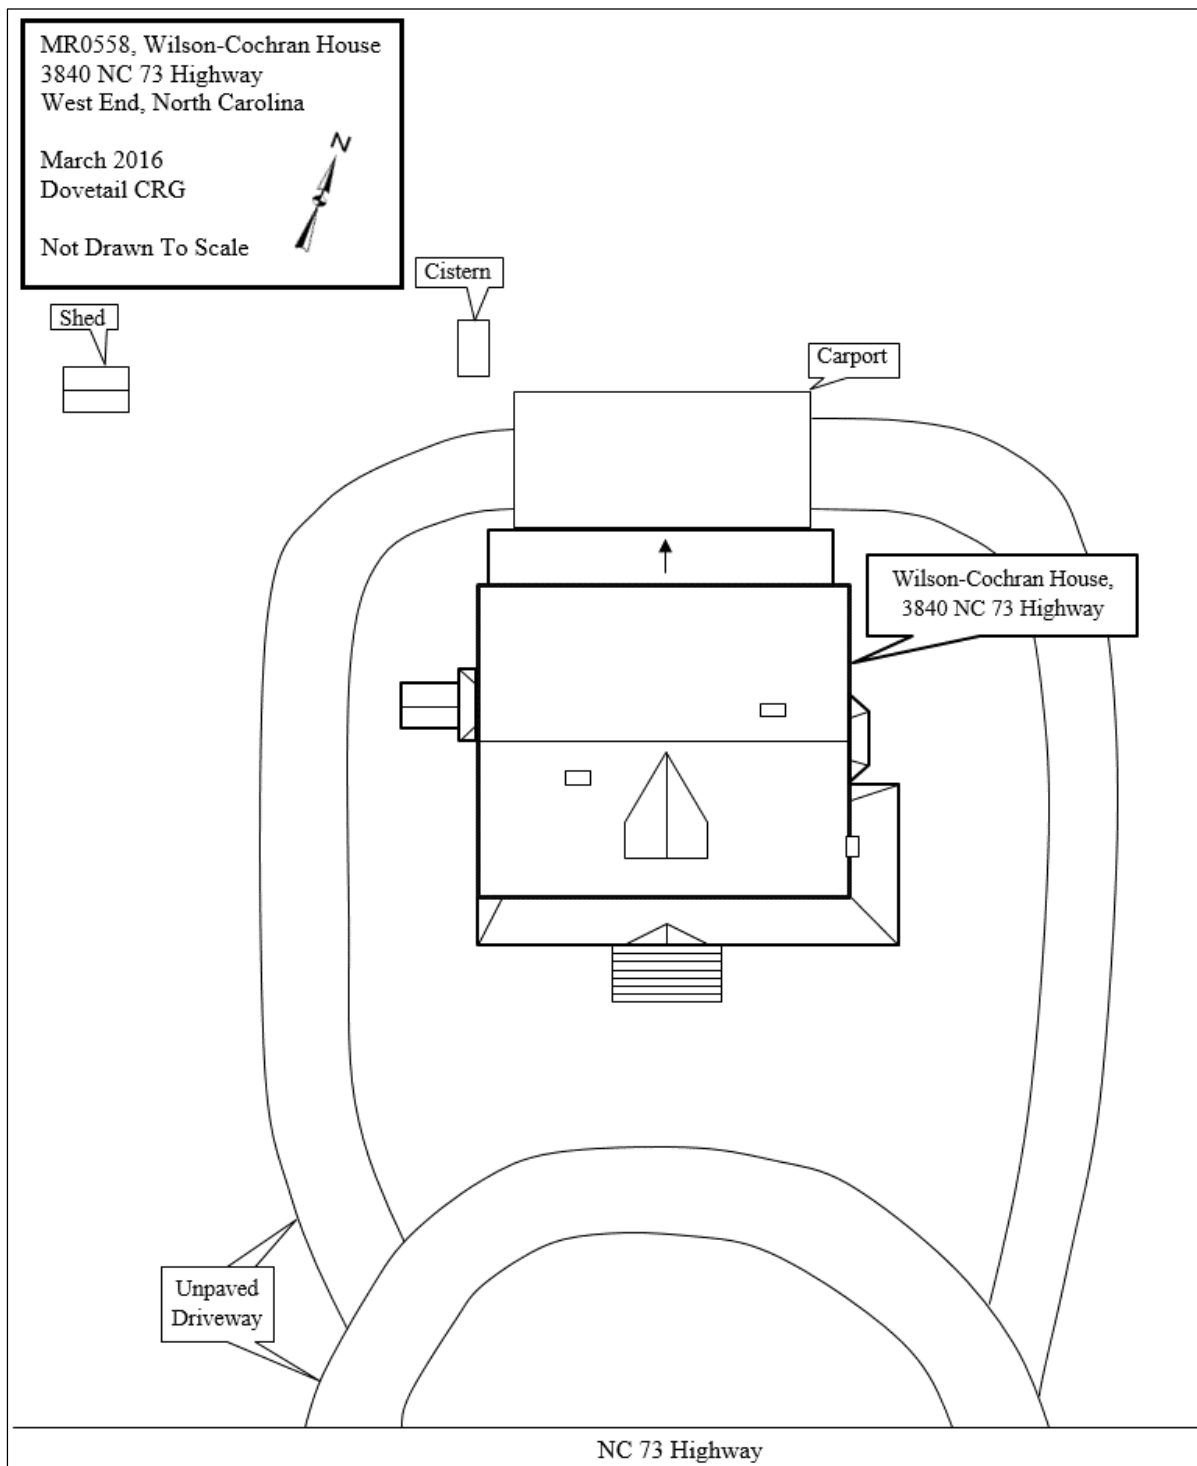 MR0558, Wilson-Cochran House
3840 NC 73 Highway
West End, North Carolina
March 2016
Dovetail CRG
Not Drawn To Scale
N
Cistern
Shed
Carport
Wilson-Cochran House,
3840 NC 73 Highway
Unpaved
Driveway
NC 73 Highway